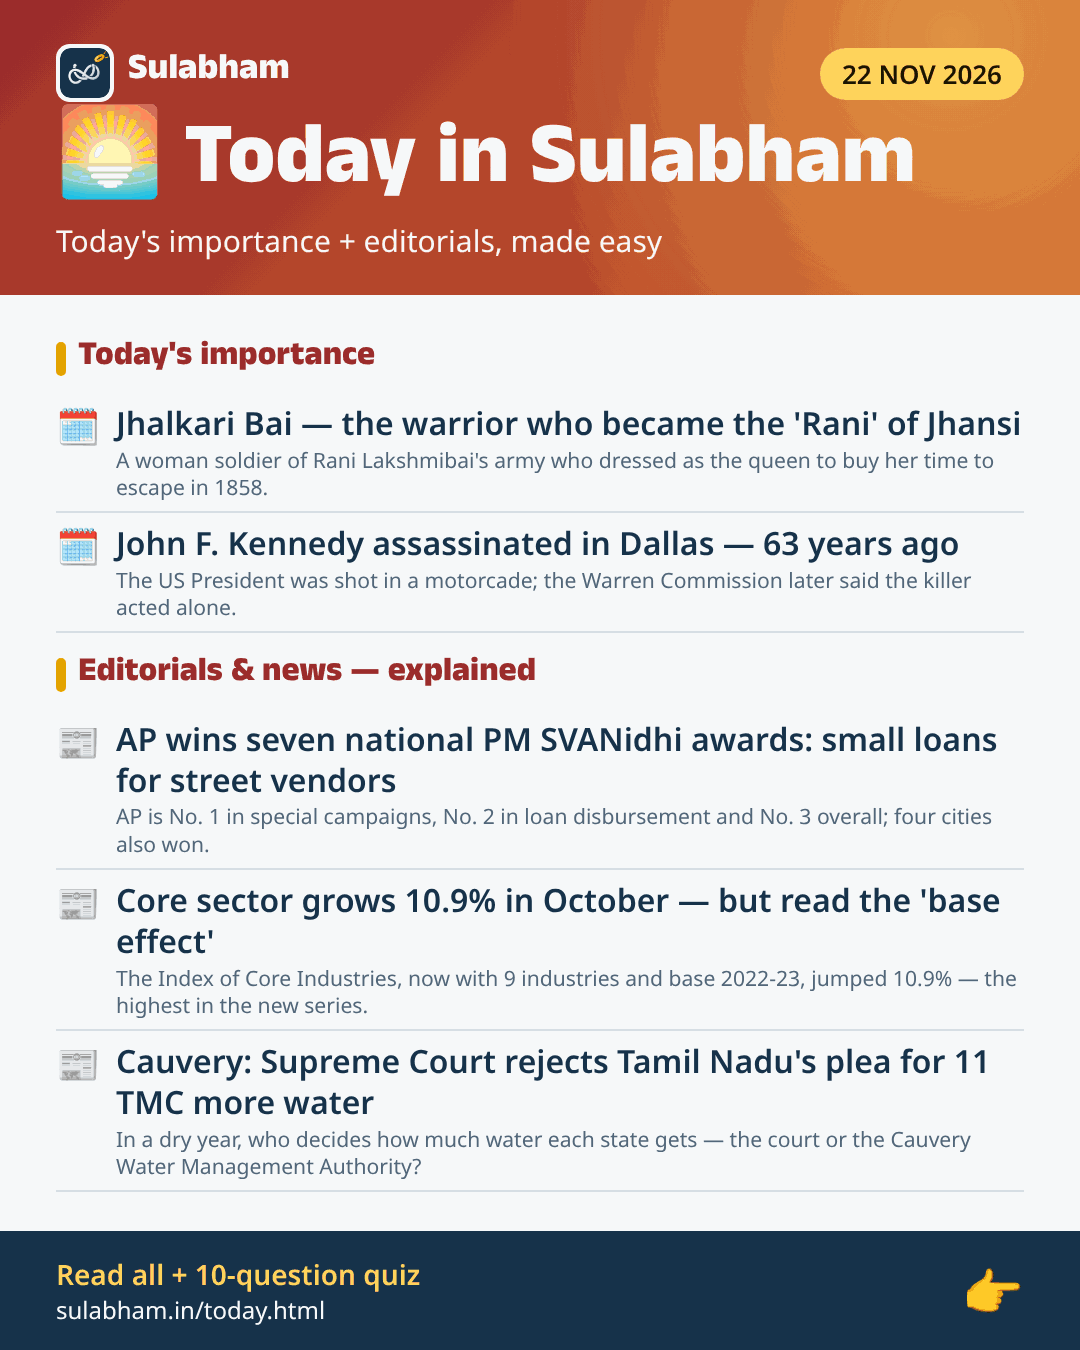 Sulabham
22 NOV 2026
Today in Sulabham
Today's importance + editorials, made easy
Today's importance
Jhalkari Bai — the warrior who became the 'Rani' of Jhansi
A woman soldier of Rani Lakshmibai's army who dressed as the queen to buy her time to
escape in 1858.
John F. Kennedy assassinated in Dallas — 63 years ago
The US President was shot in a motorcade; the Warren Commission later said the killer
acted alone.
Editorials & news — explained
AP wins seven national PM SVANidhi awards: small loans
for street vendors
AP is No. 1 in special campaigns, No. 2 in loan disbursement and No. 3 overall; four cities
also won.
Core sector grows 10.9% in October — but read the 'base
effect'
The Index of Core Industries, now with 9 industries and base 2022-23, jumped 10.9% — the
highest in the new series.
Cauvery: Supreme Court rejects Tamil Nadu's plea for 11
TMC more water
In a dry year, who decides how much water each state gets — the court or the Cauvery
Water Management Authority?
Read all + 10-question quiz
sulabham.in/today.html